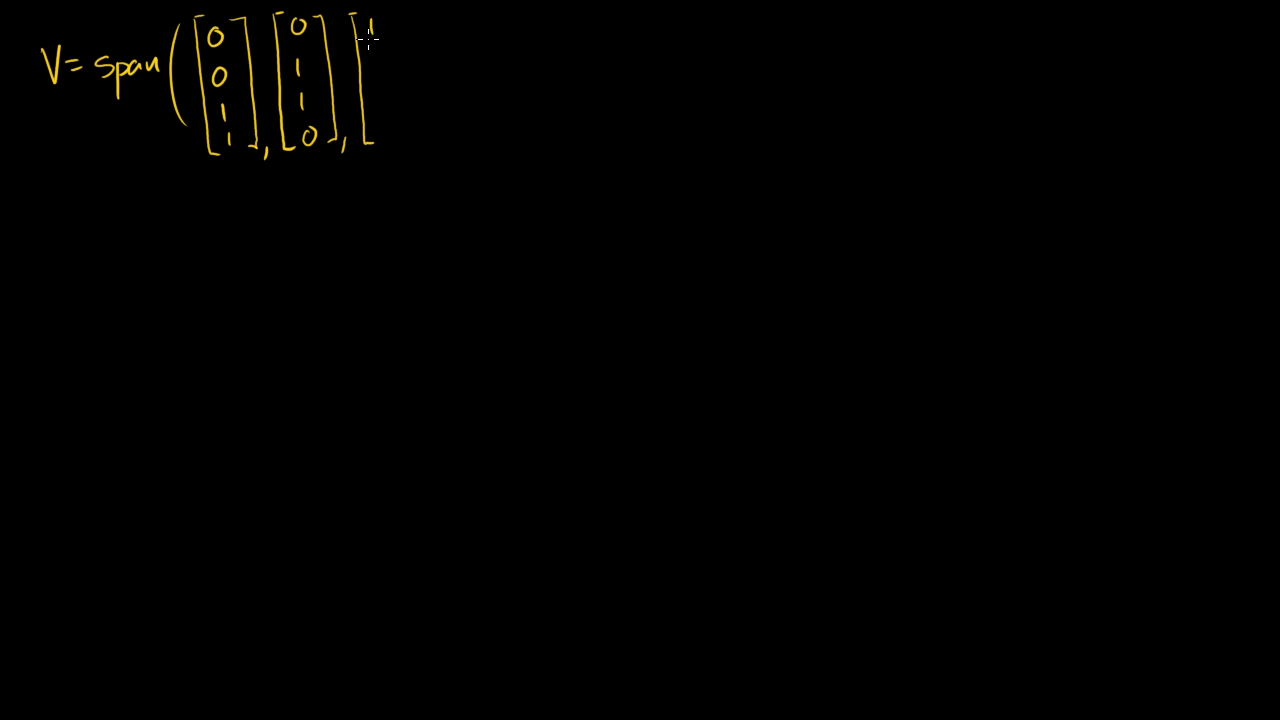 V = span ( [ 0 0 1 1 ] , [ 0 1 1 0 ] , [ 1